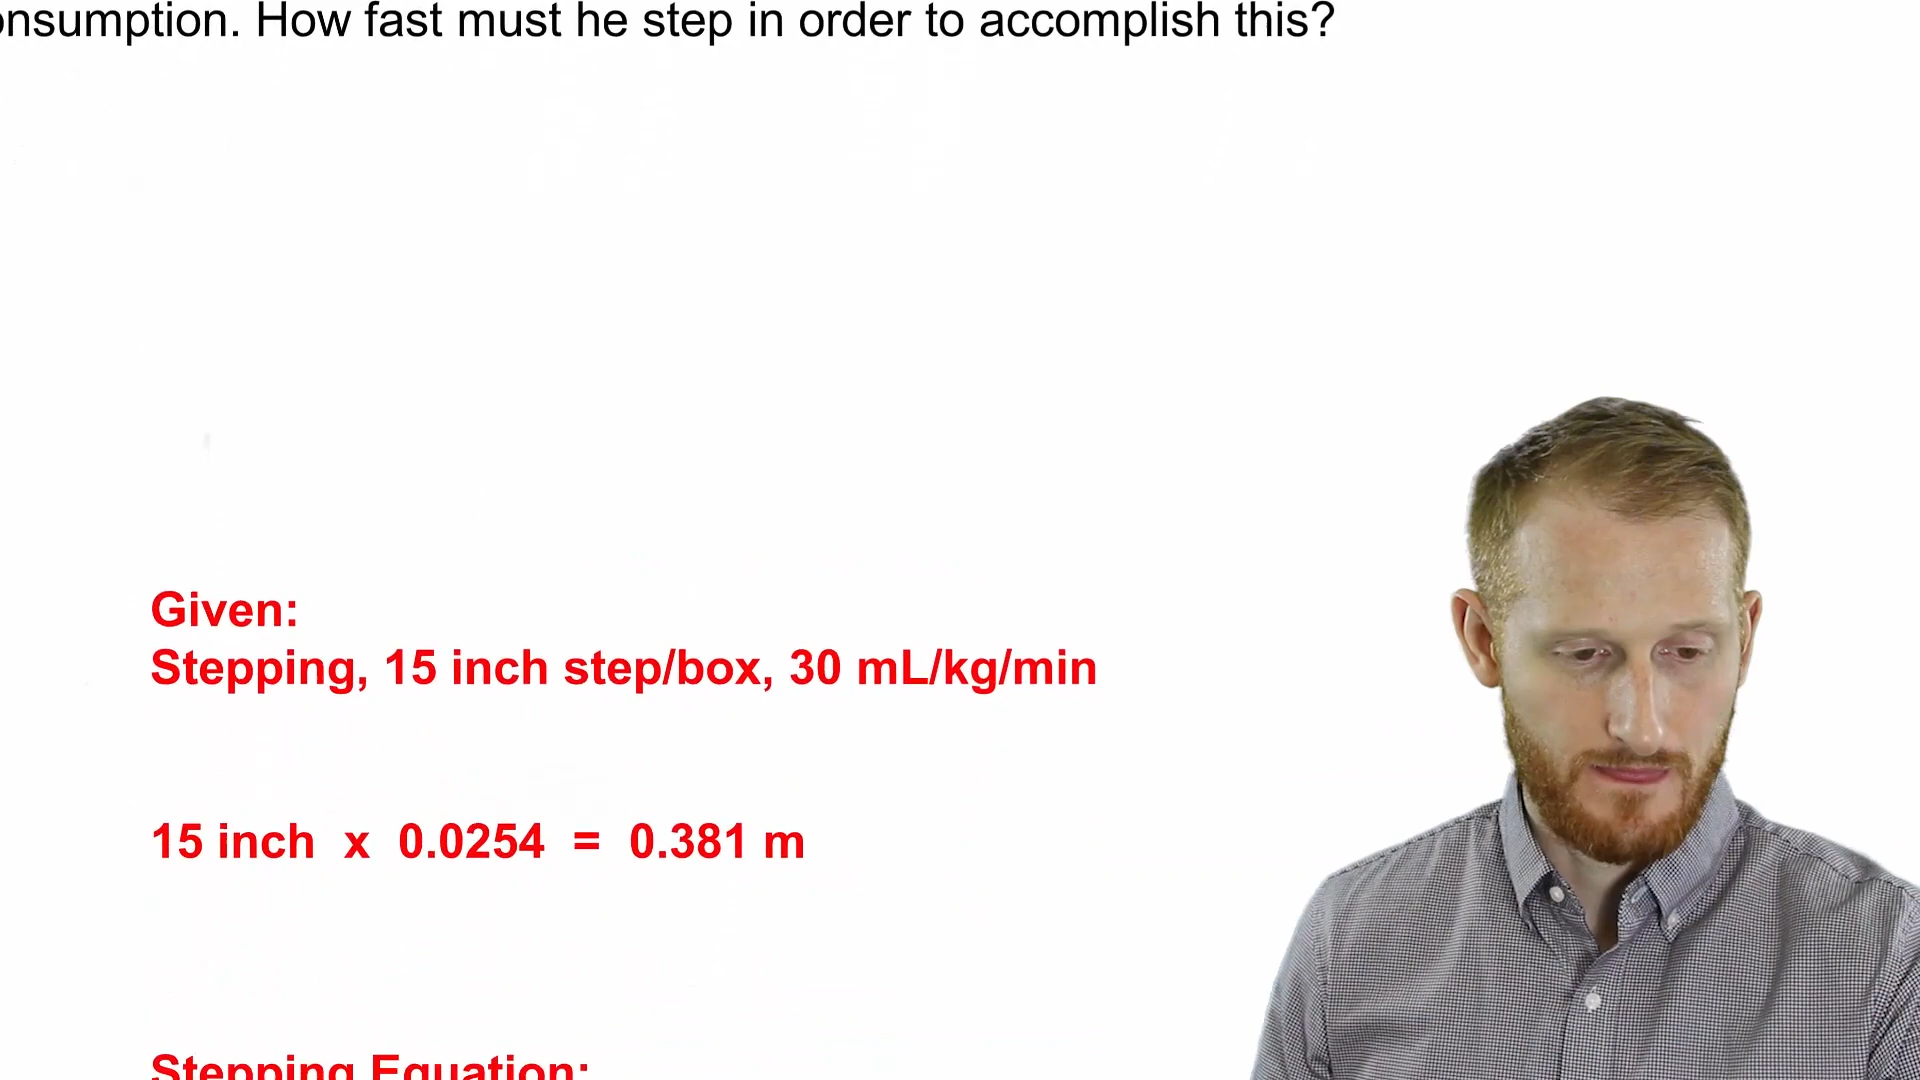 onsumption. How fast must he step in order to accomplish this?
Given:
Stepping, 15 inch step/box, 30 mL/kg/min
15 inch x 0.0254 = 0.381 m
Stepping Equation: